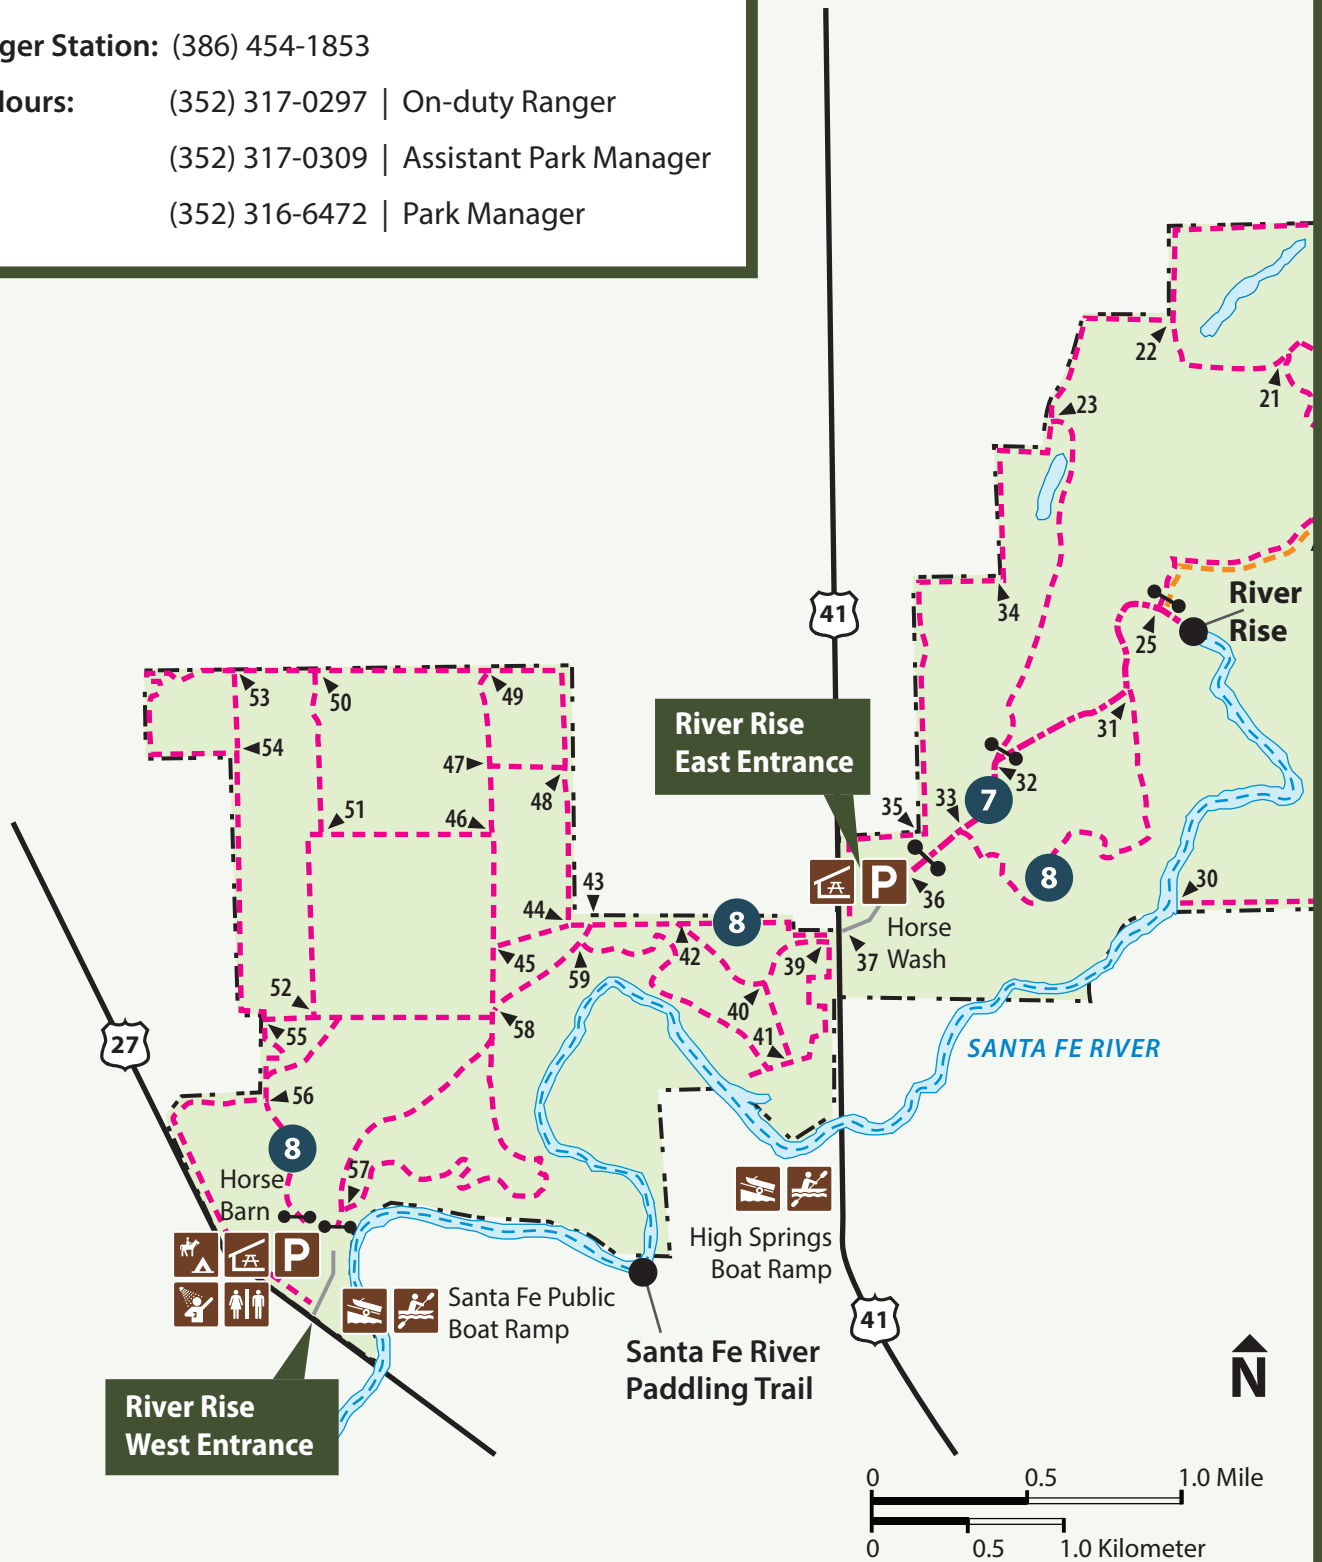 ger Station: (386) 454-1853
Hours: (352) 317-0297 | On-duty Ranger
(352) 317-0309 | Assistant Park Manager
(352) 316-6472 | Park Manager
22
21
23
41
34
River
Rise
25
53
50
49
River Rise
East Entrance
31
54
47
48
32
7
51
46
35
33
8
P
43
30
44
36
8
Horse
Wash
45
59
42
39
37
52
40
58
55
41
27
SANTA FE RIVER
56
8
57
Horse
Barn
P
High Springs
Boat Ramp
Santa Fe Public
Boat Ramp
41
Santa Fe River
Paddling Trail
N
River Rise
West Entrance
0 0.5 1.0 Mile
0 0.5 1.0 Kilometer